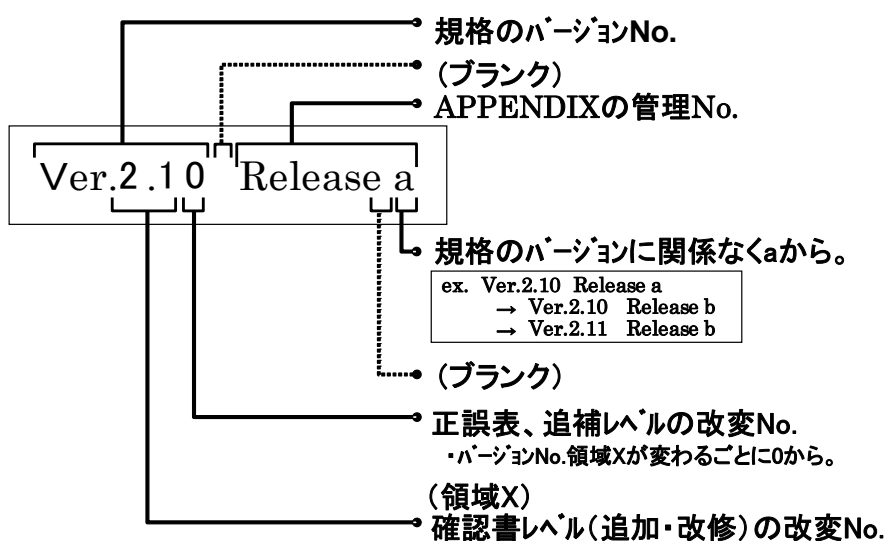 規格のﾊﾞｰｼﾞｮﾝNo.
(ブランク)
APPENDIXの管理No.
Ver.2.10 Release a
規格のﾊﾞｰｼﾞｮﾝに関係なくaから。
ex. Ver.2.10 Release a
→ Ver.2.10 Release b
→ Ver.2.11 Release b
(ブランク)
正誤表、追補ﾚﾍﾞﾙの改変No.
・ﾊﾞｰｼﾞｮﾝNo.領域Xが変わるごとに0から。
(領域X)
確認書ﾚﾍﾞﾙ(追加・改修)の改変No.